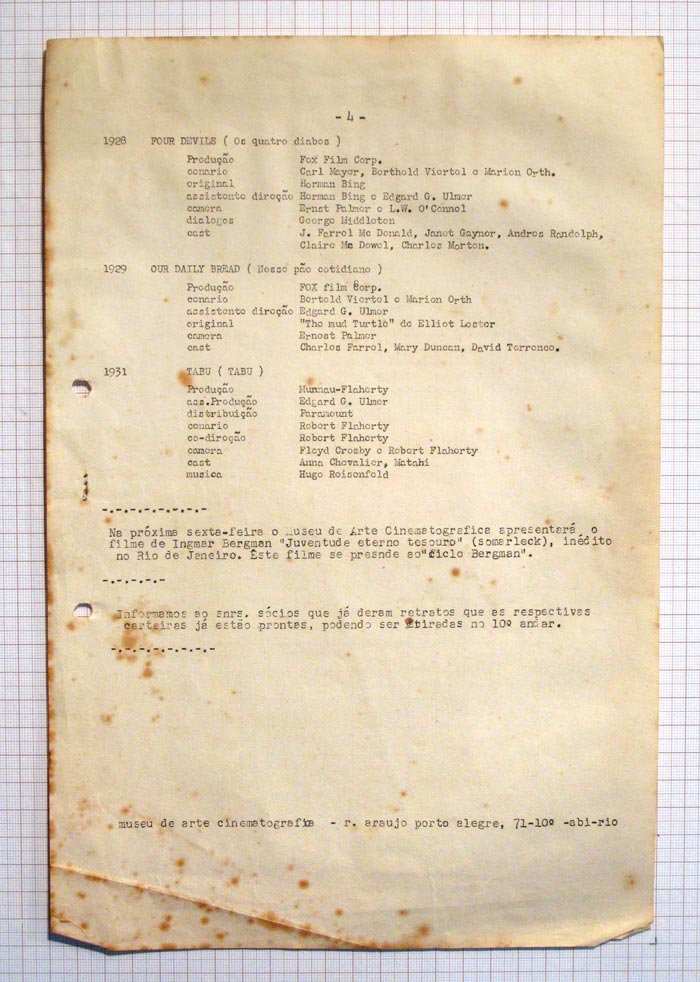 - 4 -
1928 FOUR DEVILS ( Os quatro diabos )
Produção Fox Film Corp.
cenario Carl Mayer, Berthold Viertel e Marion Orth.
original Herman Bing
assistente direção Herman Bing e Edgard G. Ulmer
camera Ernst Palmer e L.W. O'Connel
dialogos George Middleton
cast J. Farrel Mc Donald, Janet Gaynor, Andres Randolph,
Claire Mc Dowel, Charles Morton.
1929 OUR DAILY BREAD ( Nosso pão cotidiano )
Produção FOX film Corp.
cenario Bertold Viertel e Marion Orth
assistente direção Edgard G. Ulmer
original "The mud Turtle" de Elliot Lester
camera Ernest Palmer
cast Charles Farrel, Mary Duncan, David Torrence.
1931 TABU ( TABU )
Produção Murnau-Flaherty
ass.Produção Edgard G. Ulmer
distribuição Paramount
cenario Robert Flaherty
co-direção Robert Flaherty
camera Floyd Crosby e Robert Flaherty
cast Anna Chevalier, Matahi
musica Hugo Reisenfeld
-.-.-.-.-.-.-.-.-
Na próxima sexta-feira o Museu de Arte Cinematografica apresentará o
filme de Ingmar Bergman "Juventude eterno tesouro" (somarleck), inédito
no Rio de Janeiro. Este filme se presnde ao"ciclo Bergman".
-.-.-.-.-
Informamos ao snrs. sócios que já deram retratos que as respectivas
carteiras já estão prontas, podendo ser retiradas no 10º andar.
-.-.-.-.-.-.-.-.-
museu de arte cinematografia - r. araujo porto alegre, 71-10º -abi-rio